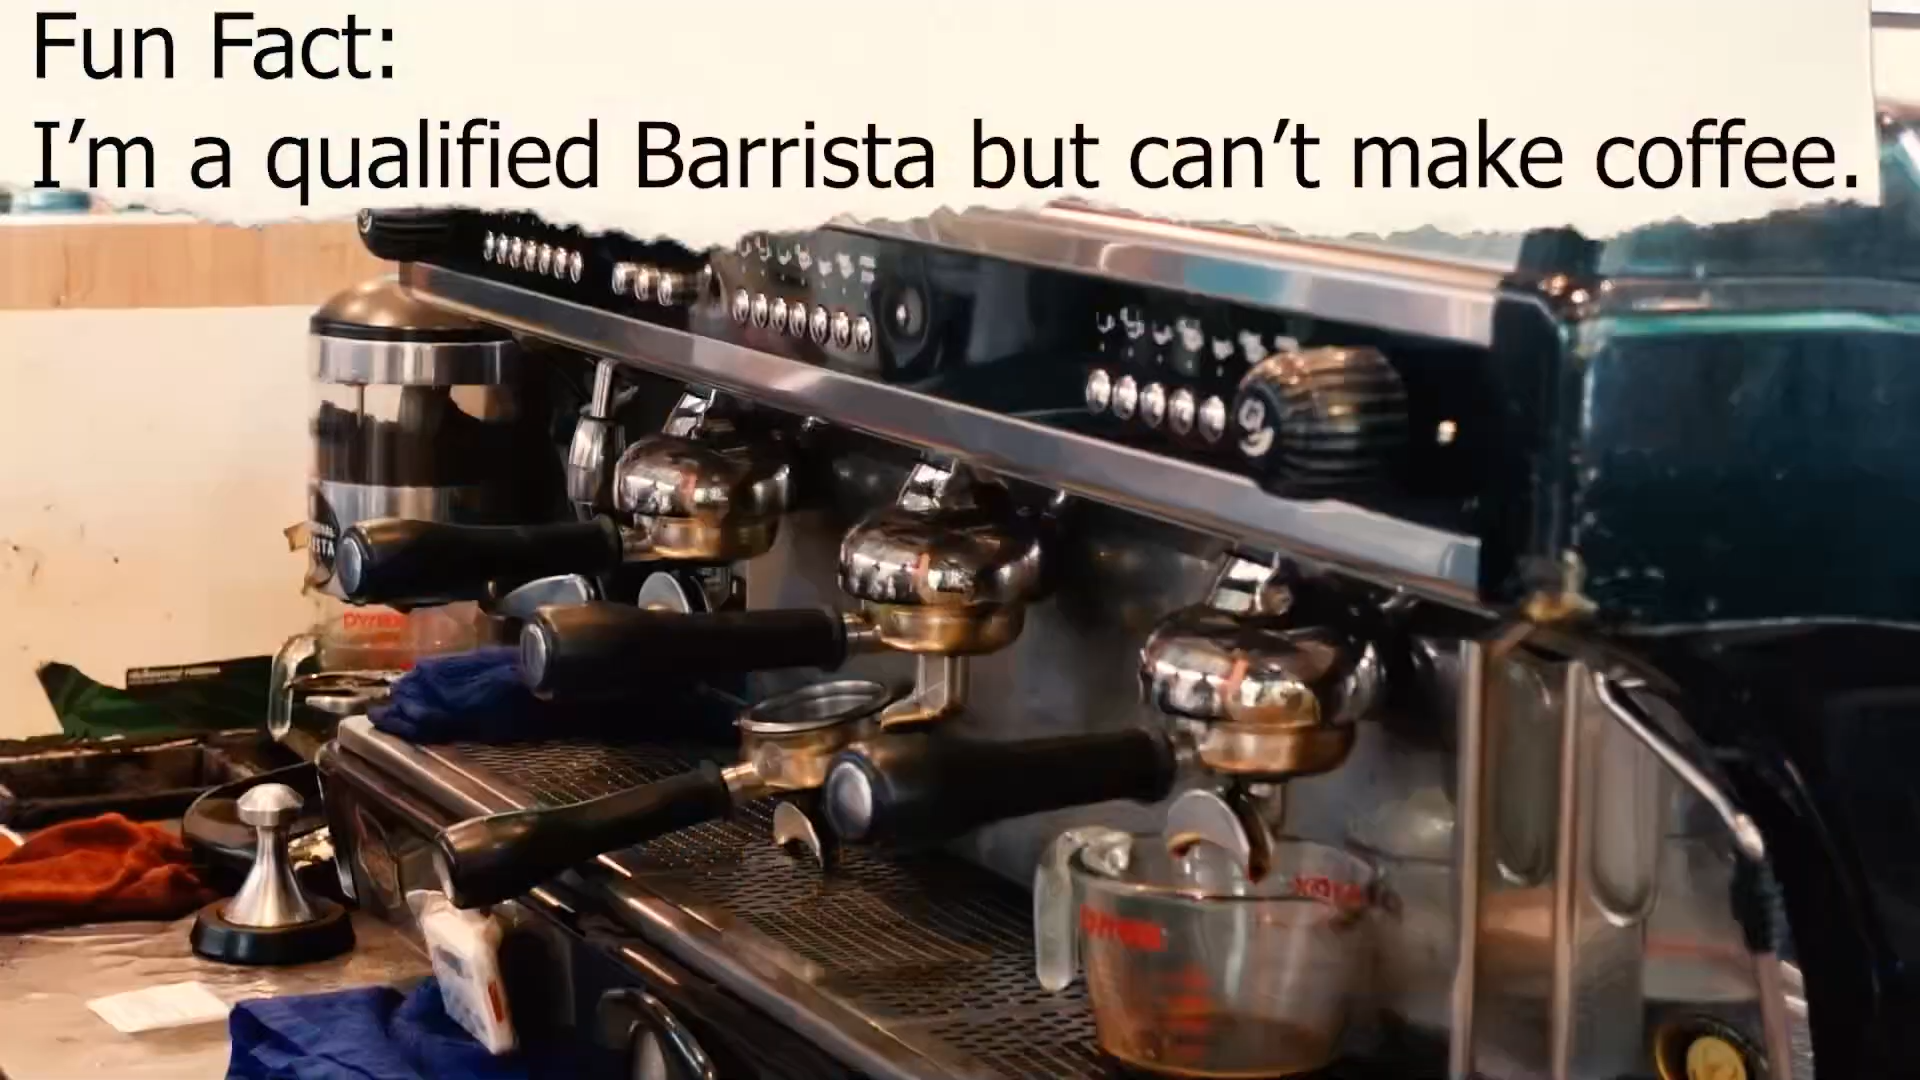 Fun Fact:
I’m a qualified Barrista but can’t make coffee.